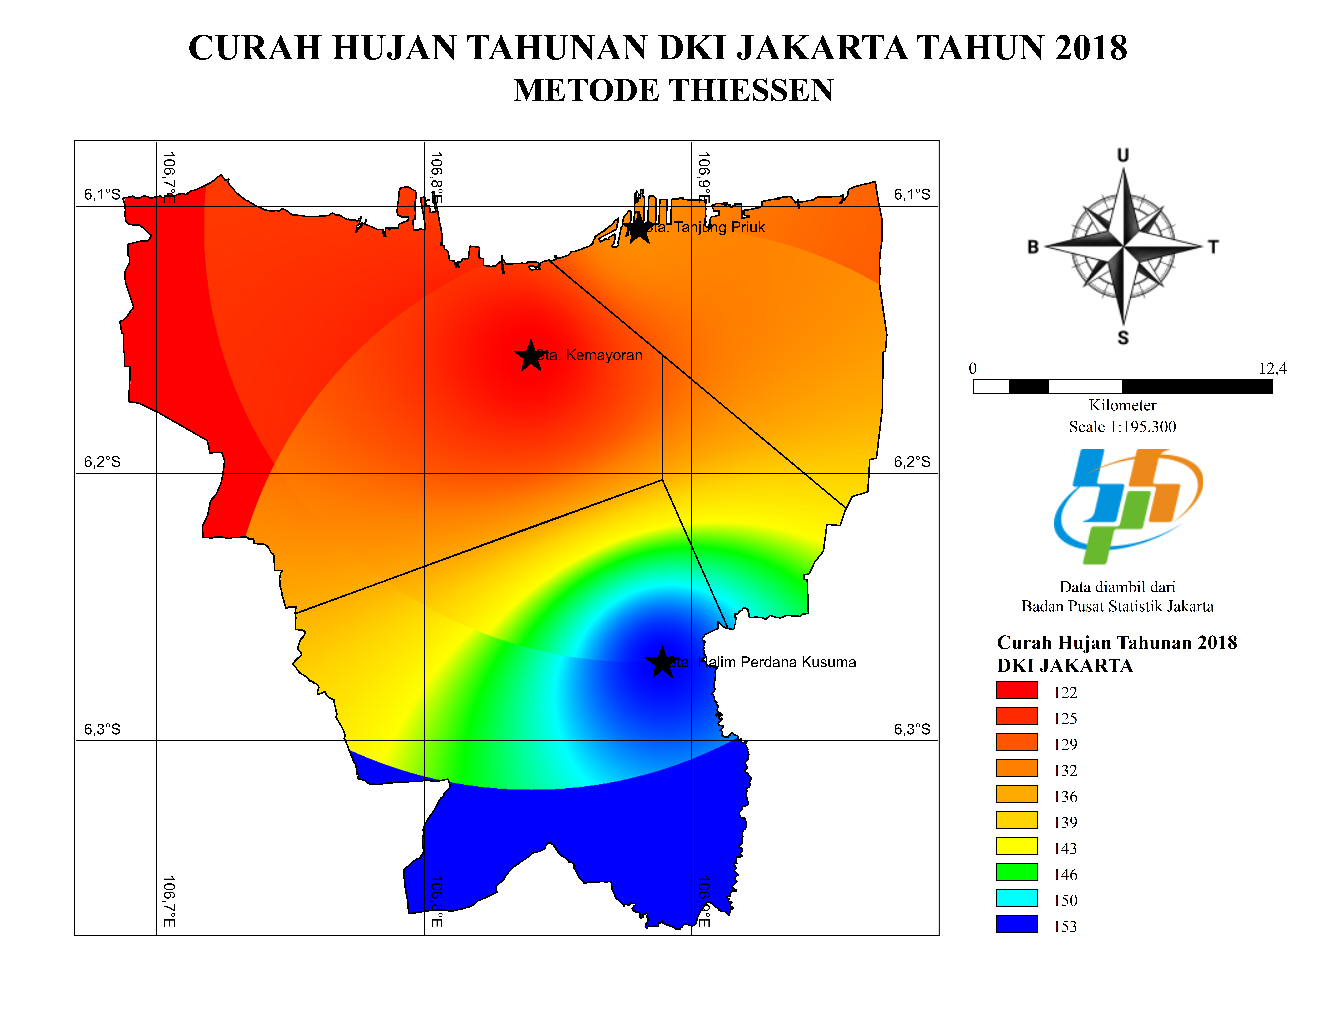 CURAH HUJAN TAHUNAN DKI JAKARTA TAHUN 2018
METODE THIESSEN
106,7°E
106,8°E
106,9°E
6,1°S
6,1°S
Sta. Tanjung Priuk
Sta. Kemayoran
6,2°S
6,2°S
Sta. Halim Perdana Kusuma
6,3°S
6,3°S
106,7°E
106,8°E
106,9°E
U
B
T
S
0
12,4
Kilometer
Scale 1:195.300
Data diambil dari
Badan Pusat Statistik Jakarta
Curah Hujan Tahunan 2018
DKI JAKARTA
122
125
129
132
136
139
143
146
150
153